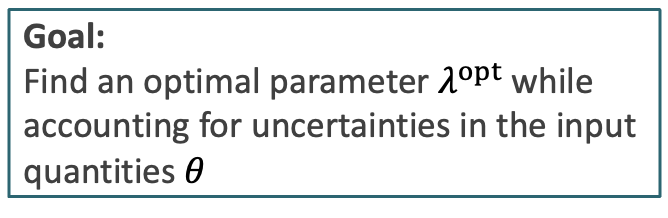 Goal:
Find an optimal parameter λ^opt while
accounting for uncertainties in the input
quantities θ